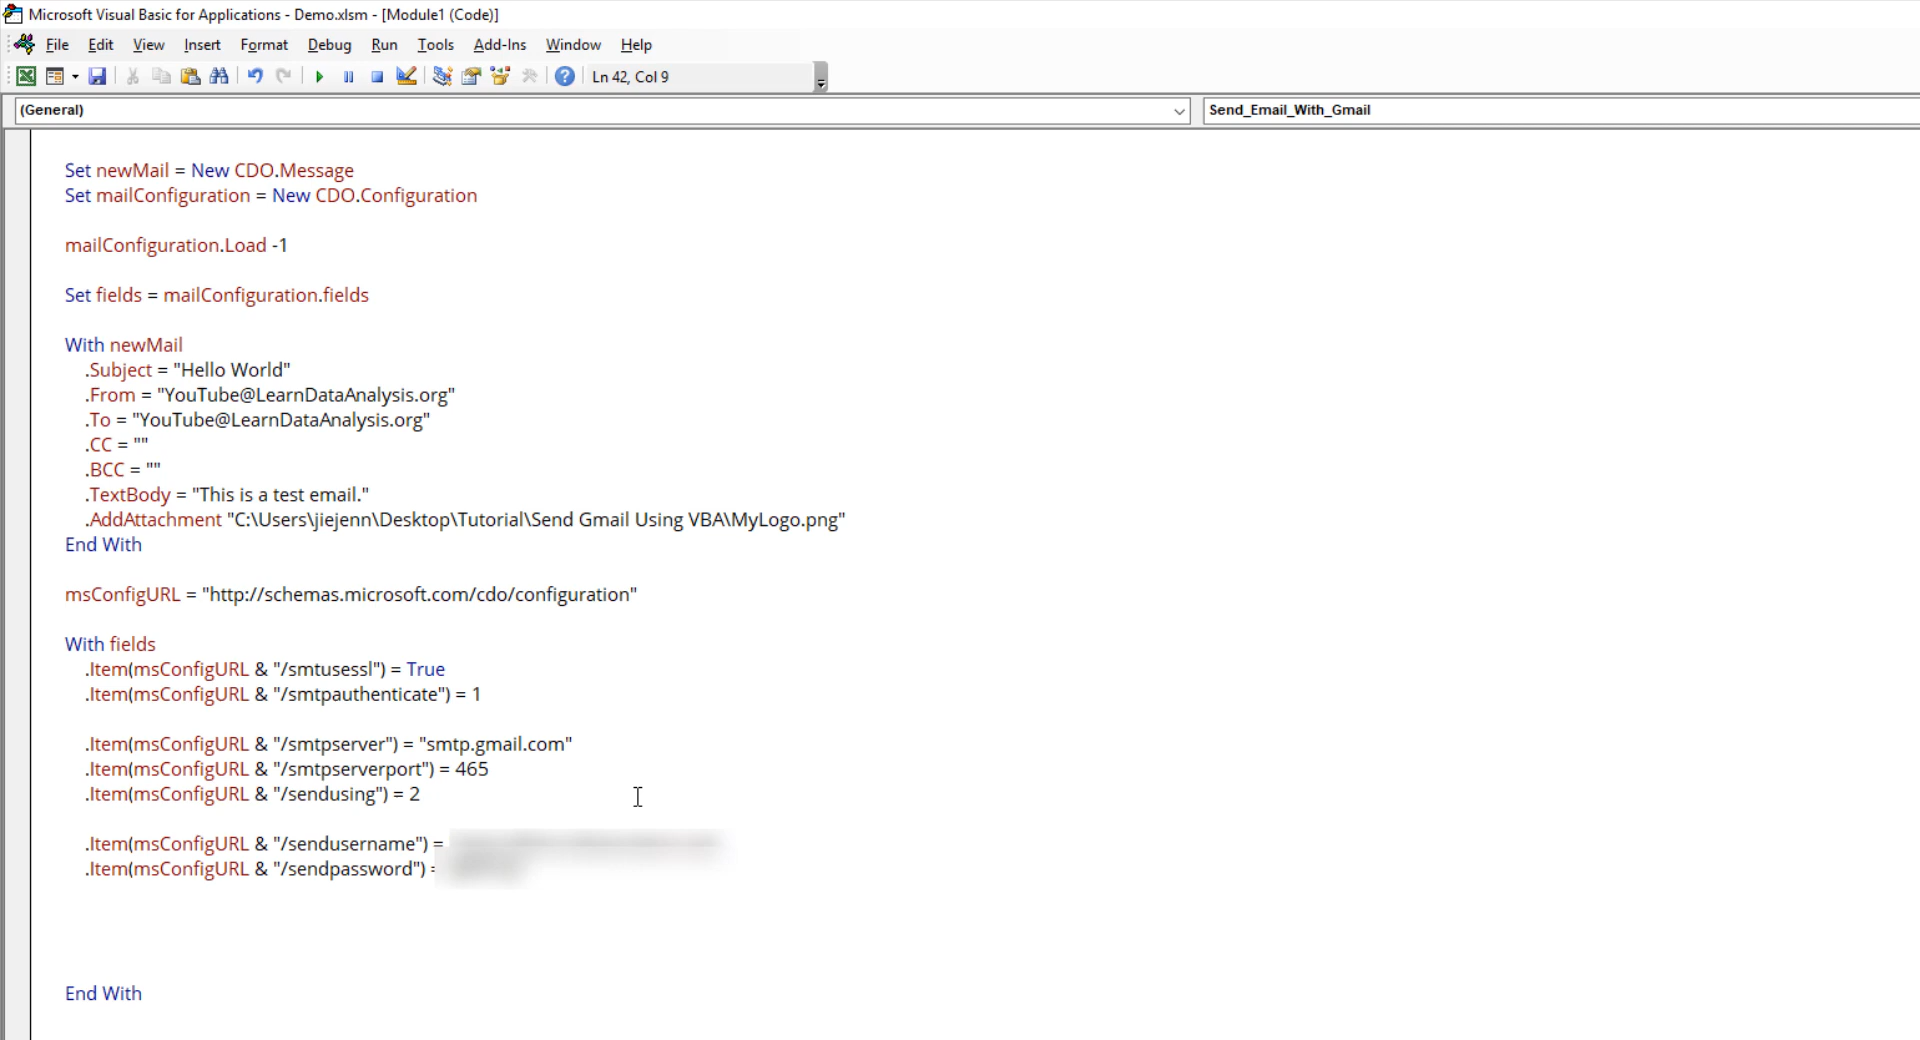 Microsoft Visual Basic for Applications - Demo.xlsm - [Module1 (Code)]
File Edit View Insert Format Debug Run Tools Add-Ins Window Help
Ln 42, Col 9
(General) Send_Email_With_Gmail
Set newMail = New CDO.Message
Set mailConfiguration = New CDO.Configuration
mailConfiguration.Load -1
Set fields = mailConfiguration.fields
With newMail
.Subject = "Hello World"
.From = "YouTube@LearnDataAnalysis.org"
.To = "YouTube@LearnDataAnalysis.org"
.CC = ""
.BCC = ""
.TextBody = "This is a test email."
.AddAttachment "C:\Users\jiejenn\Desktop\Tutorial\Send Gmail Using VBA\MyLogo.png"
End With
msConfigURL = "http://schemas.microsoft.com/cdo/configuration"
With fields
.Item(msConfigURL & "/smtusessl") = True
.Item(msConfigURL & "/smtpauthenticate") = 1
.Item(msConfigURL & "/smtpserver") = "smtp.gmail.com"
.Item(msConfigURL & "/smtpserverport") = 465
.Item(msConfigURL & "/sendusing") = 2
.Item(msConfigURL & "/sendusername") =
.Item(msConfigURL & "/sendpassword") =
End With